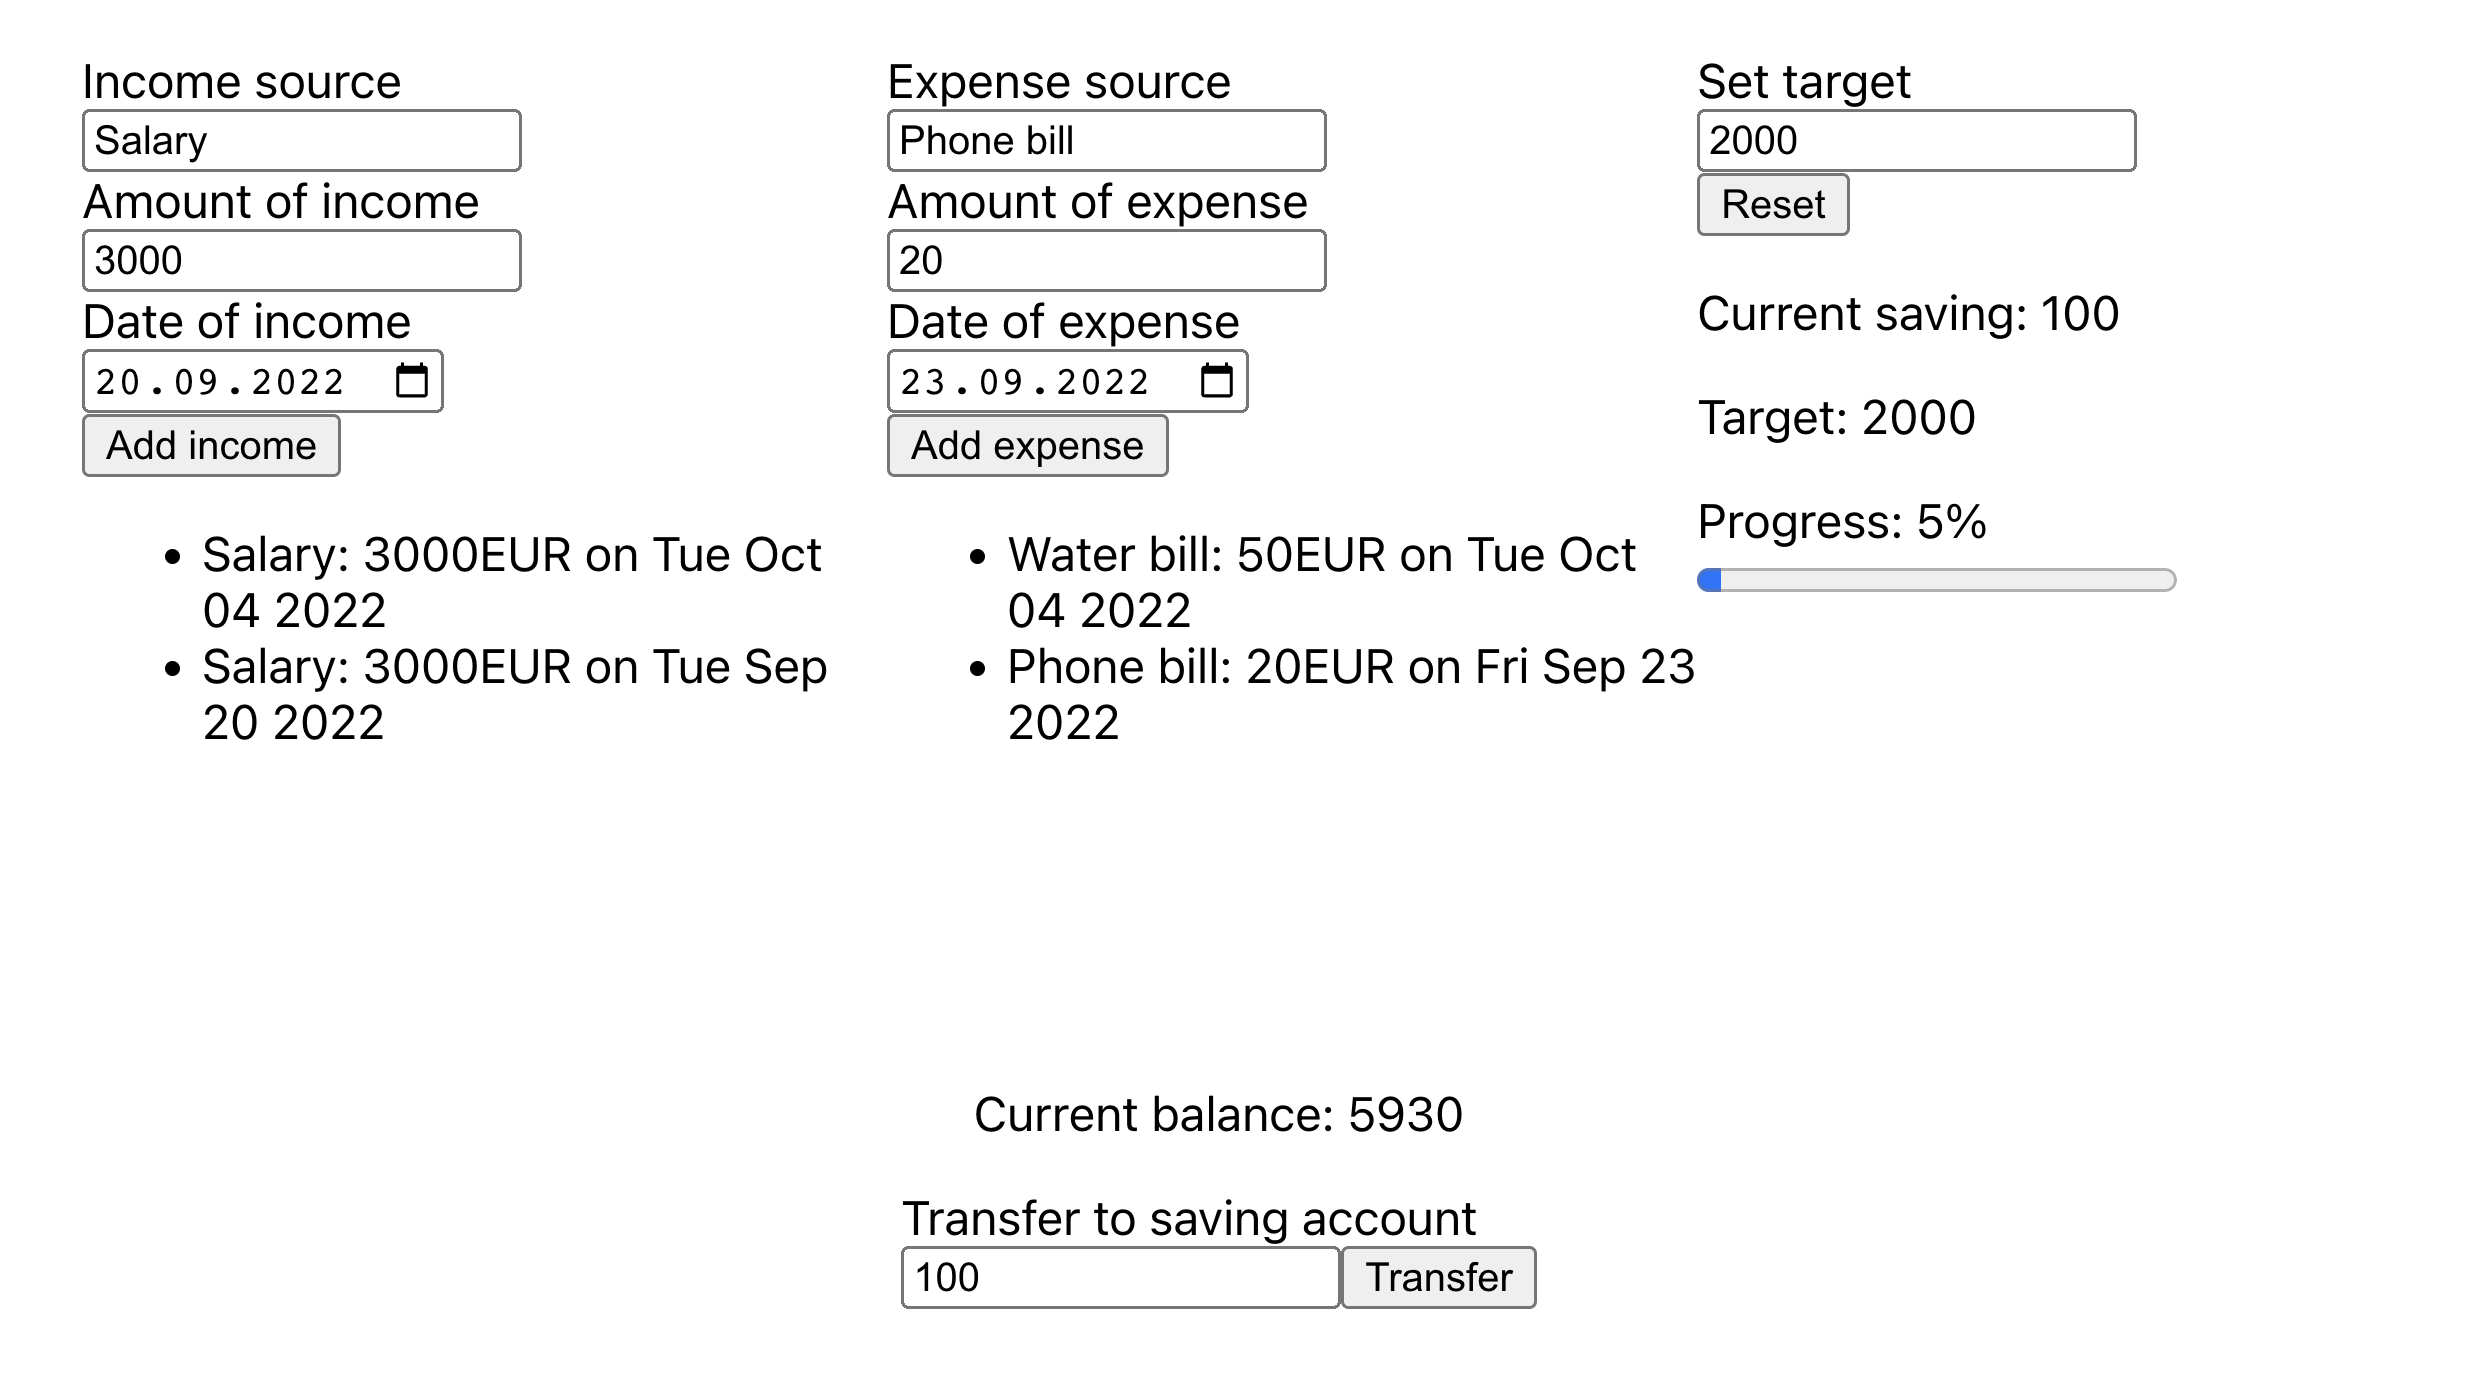 Income source
Salary
Amount of income
3000
Date of income
20.09.2022
Add income
• Salary: 3000EUR on Tue Oct
04 2022
• Salary: 3000EUR on Tue Sep
20 2022
Expense source
Phone bill
Amount of expense
20
Date of expense
23.09.2022
Add expense
• Water bill: 50EUR on Tue Oct
04 2022
• Phone bill: 20EUR on Fri Sep 23
2022
Set target
2000
Reset
Current saving: 100
Target: 2000
Progress: 5%
Current balance: 5930
Transfer to saving account
100
Transfer